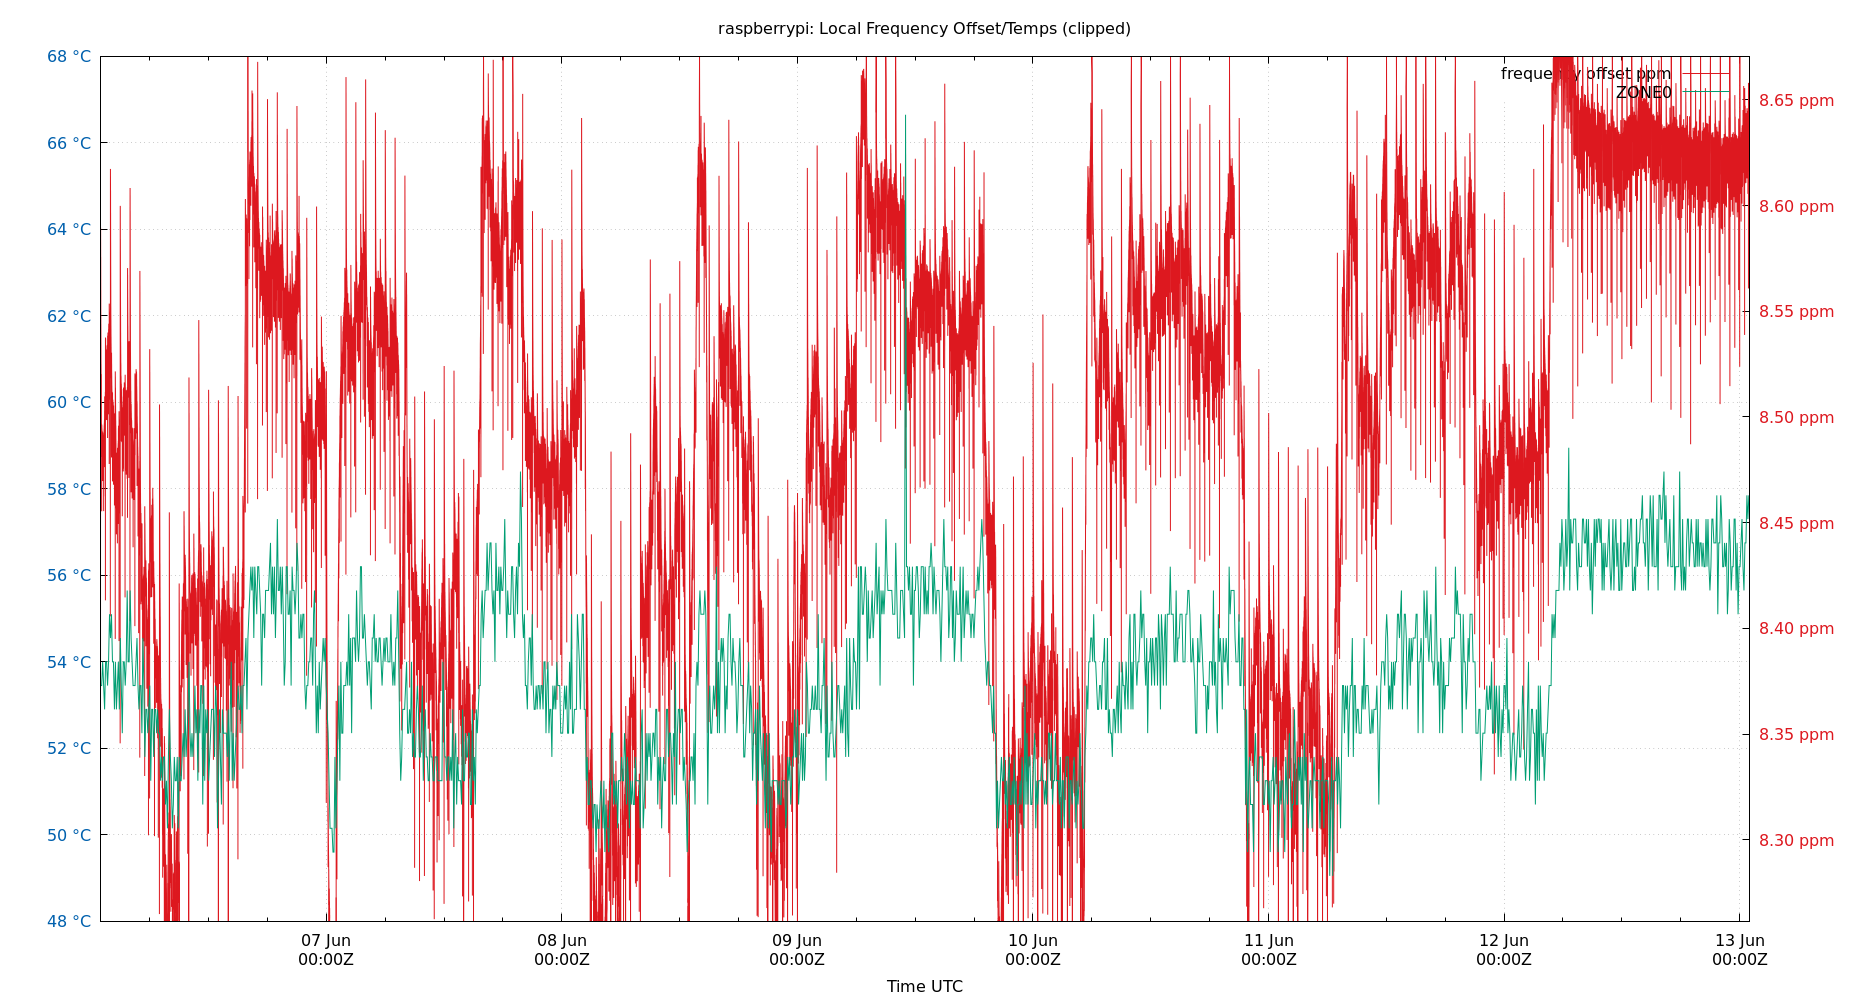 raspberrypi: Local Frequency Offset/Temps (clipped)
68 °C
66 °C
64 °C
62 °C
60 °C
58 °C
56 °C
54 °C
52 °C
50 °C
48 °C
frequency offset ppm
ZONE0
8.65 ppm
8.60 ppm
8.55 ppm
8.50 ppm
8.45 ppm
8.40 ppm
8.35 ppm
8.30 ppm
07 Jun
00:00Z
08 Jun
00:00Z
09 Jun
00:00Z
10 Jun
00:00Z
11 Jun
00:00Z
12 Jun
00:00Z
13 Jun
00:00Z
Time UTC